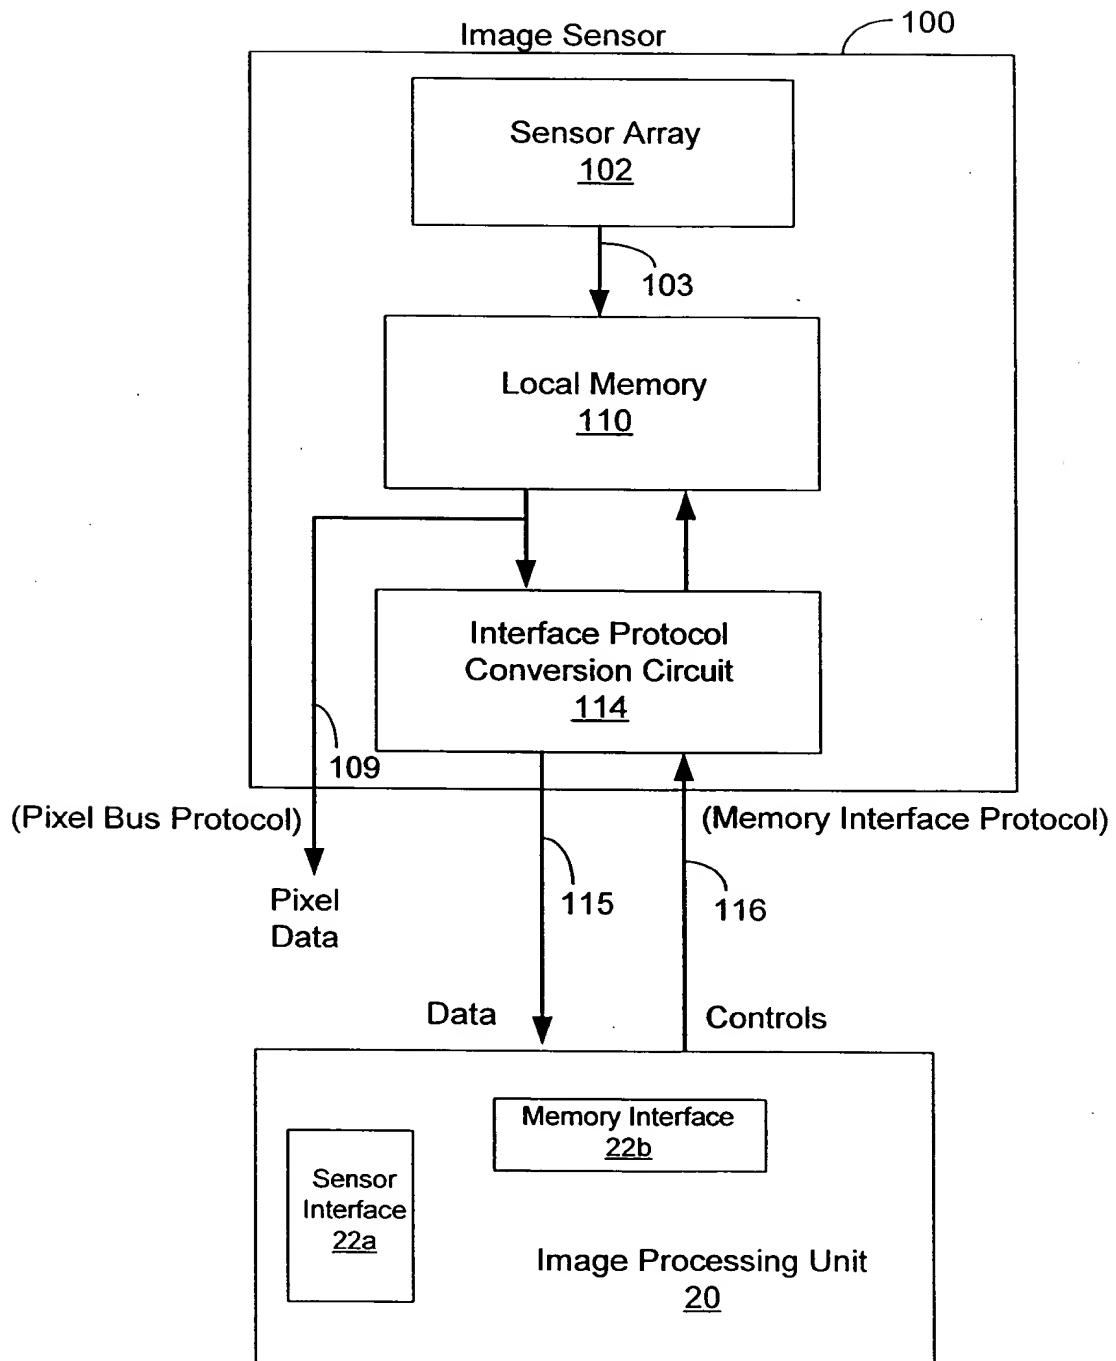 Image Sensor
100
Sensor Array
102
103
Local Memory
110
Interface Protocol
Conversion Circuit
114
109
(Pixel Bus Protocol)
(Memory Interface Protocol)
Pixel
Data
115
116
Data
Controls
Memory Interface
22b
Sensor
Interface
22a
Image Processing Unit
20